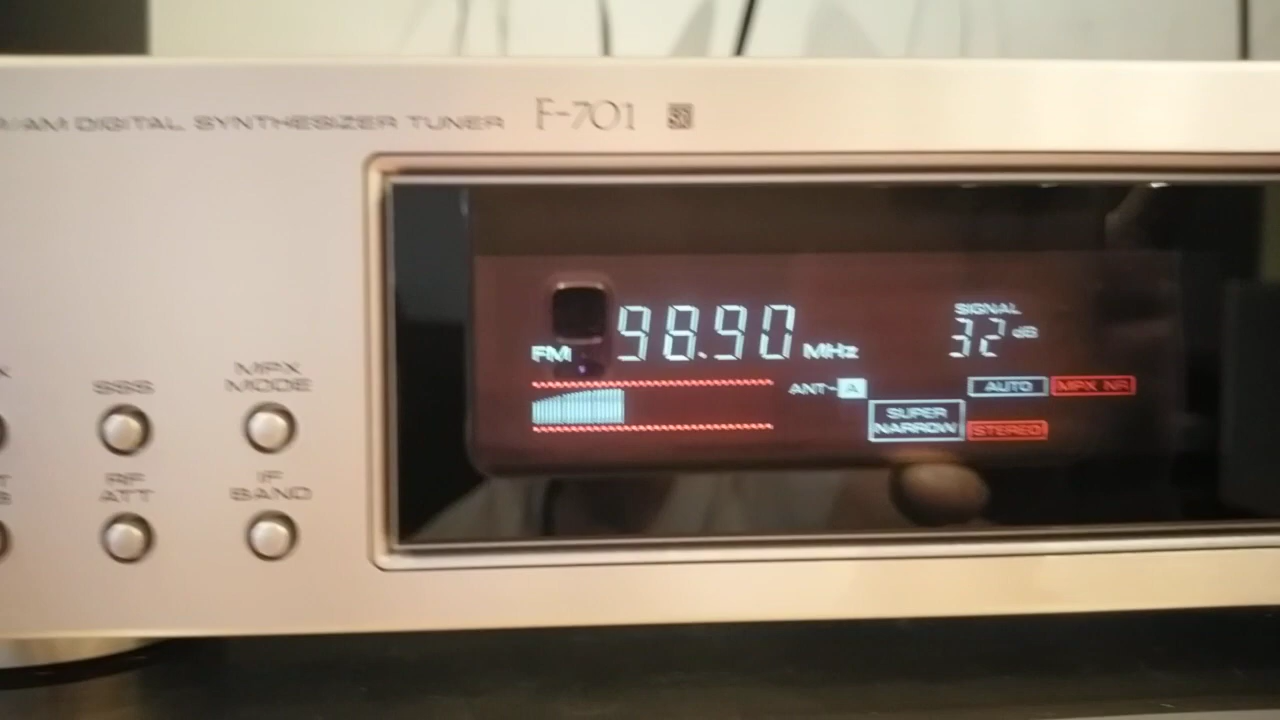 /AM DIGITAL SYNTHESIZER TUNER F-701
SIGNAL
32 dB
FM 98.90 MHz
ANT-A
AUTO MPX NR
SUPER
NARROW
STEREO
SSS
MPX
MODE
RF
ATT
IF
BAND